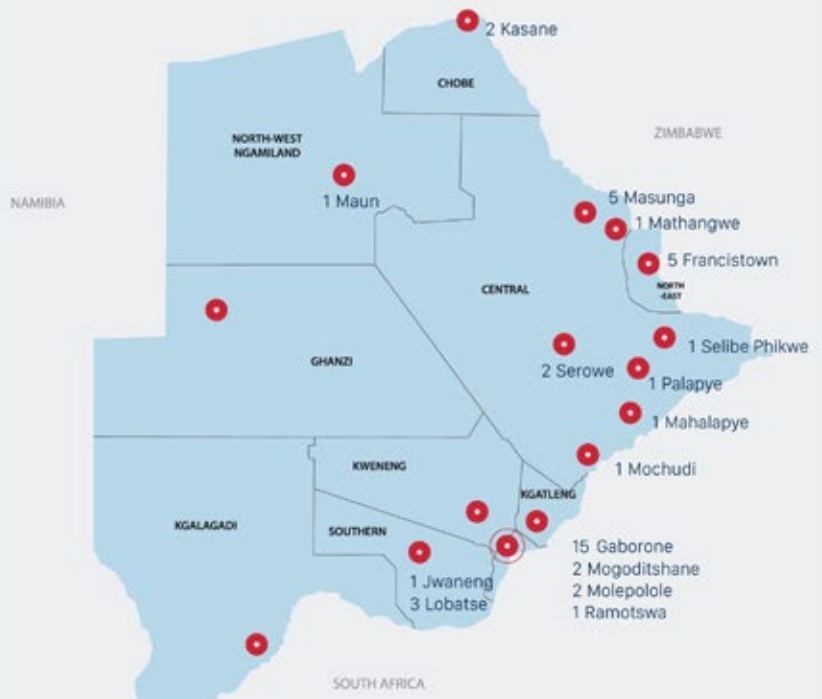 2 Kasane
CHOBE
ZIMBABWE
NORTH-WEST
NGAMILAND
NAMIBIA
1 Maun
5 Masunga
1 Mathangwe
5 Francistown
CENTRAL
NORTH
-EAST
1 Selibe Phikwe
GHANZI
2 Serowe
1 Palapye
1 Mahalapye
KWENENG
1 Mochudi
KGATLENG
KGALAGADI
SOUTHERN
15 Gaborone
2 Mogoditshane
2 Molepolole
1 Ramotswa
1 Jwaneng
3 Lobatse
SOUTH AFRICA